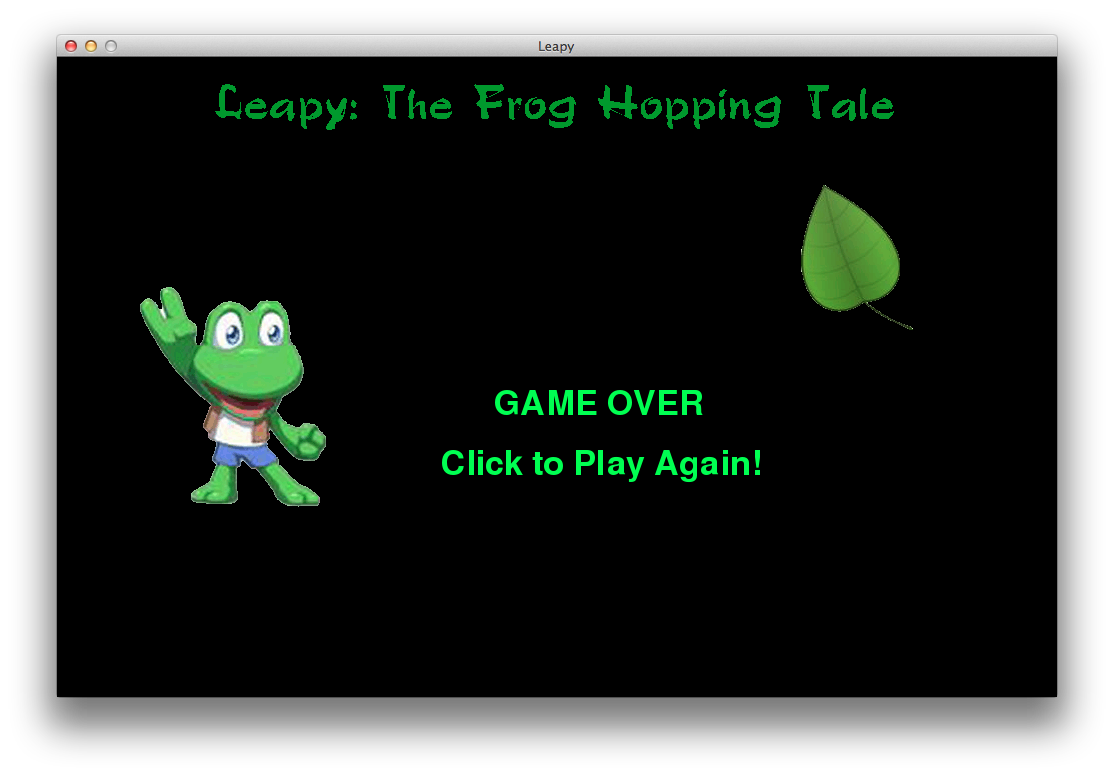 Leapy
Leapy: The Frog Hopping Tale
GAME OVER
Click to Play Again!